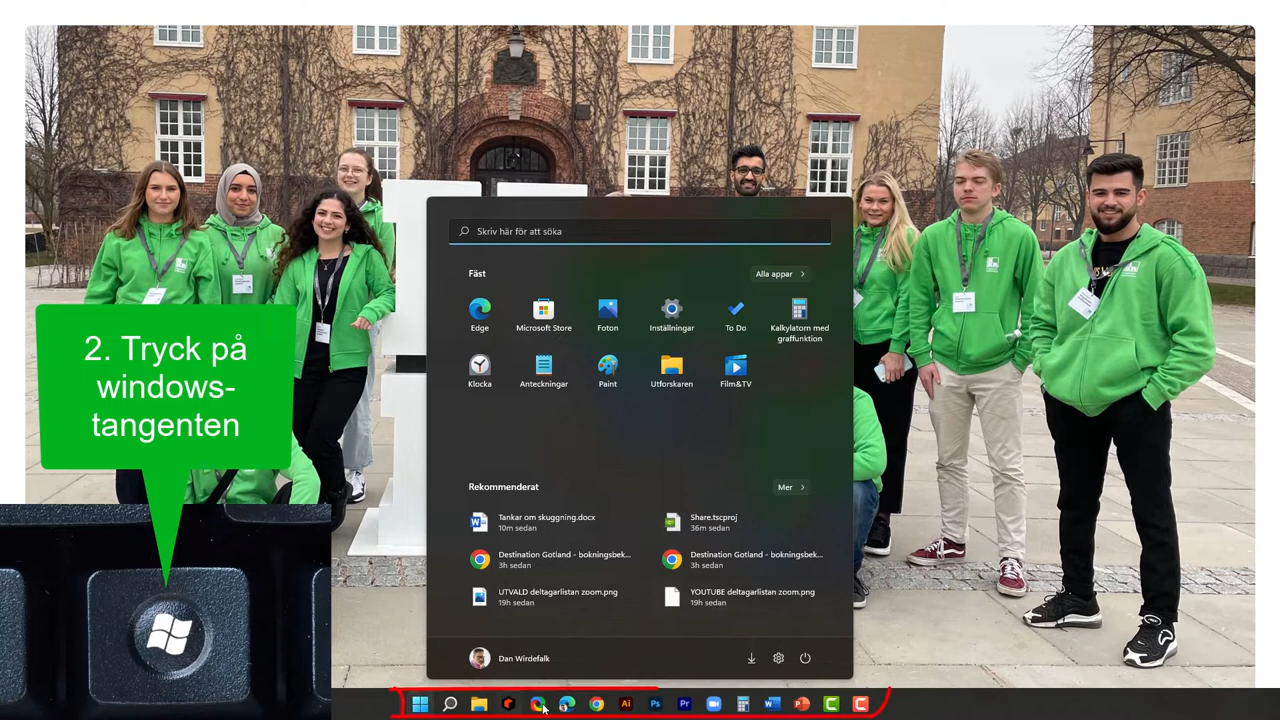 Skriv här för att söka
Fäst
Alla appar
Edge
Microsoft Store
Foton
Inställningar
To Do
Kalkylatorn med
graffunktion
Klocka
Anteckningar
Paint
Utforskaren
Film&TV
2. Tryck på
windows-
tangenten
Rekommenderat
Mer
Tankar om skuggning.docx
10m sedan
Share.tscproj
36m sedan
Destination Gotland - bokningsbek...
3h sedan
Destination Gotland - bokningsbek...
3h sedan
UTVALD deltagarlistan zoom.png
19h sedan
YOUTUBE deltagarlistan zoom.png
19h sedan
Dan Wirdefalk
Ai
Ps
Pr
W
P
C
C